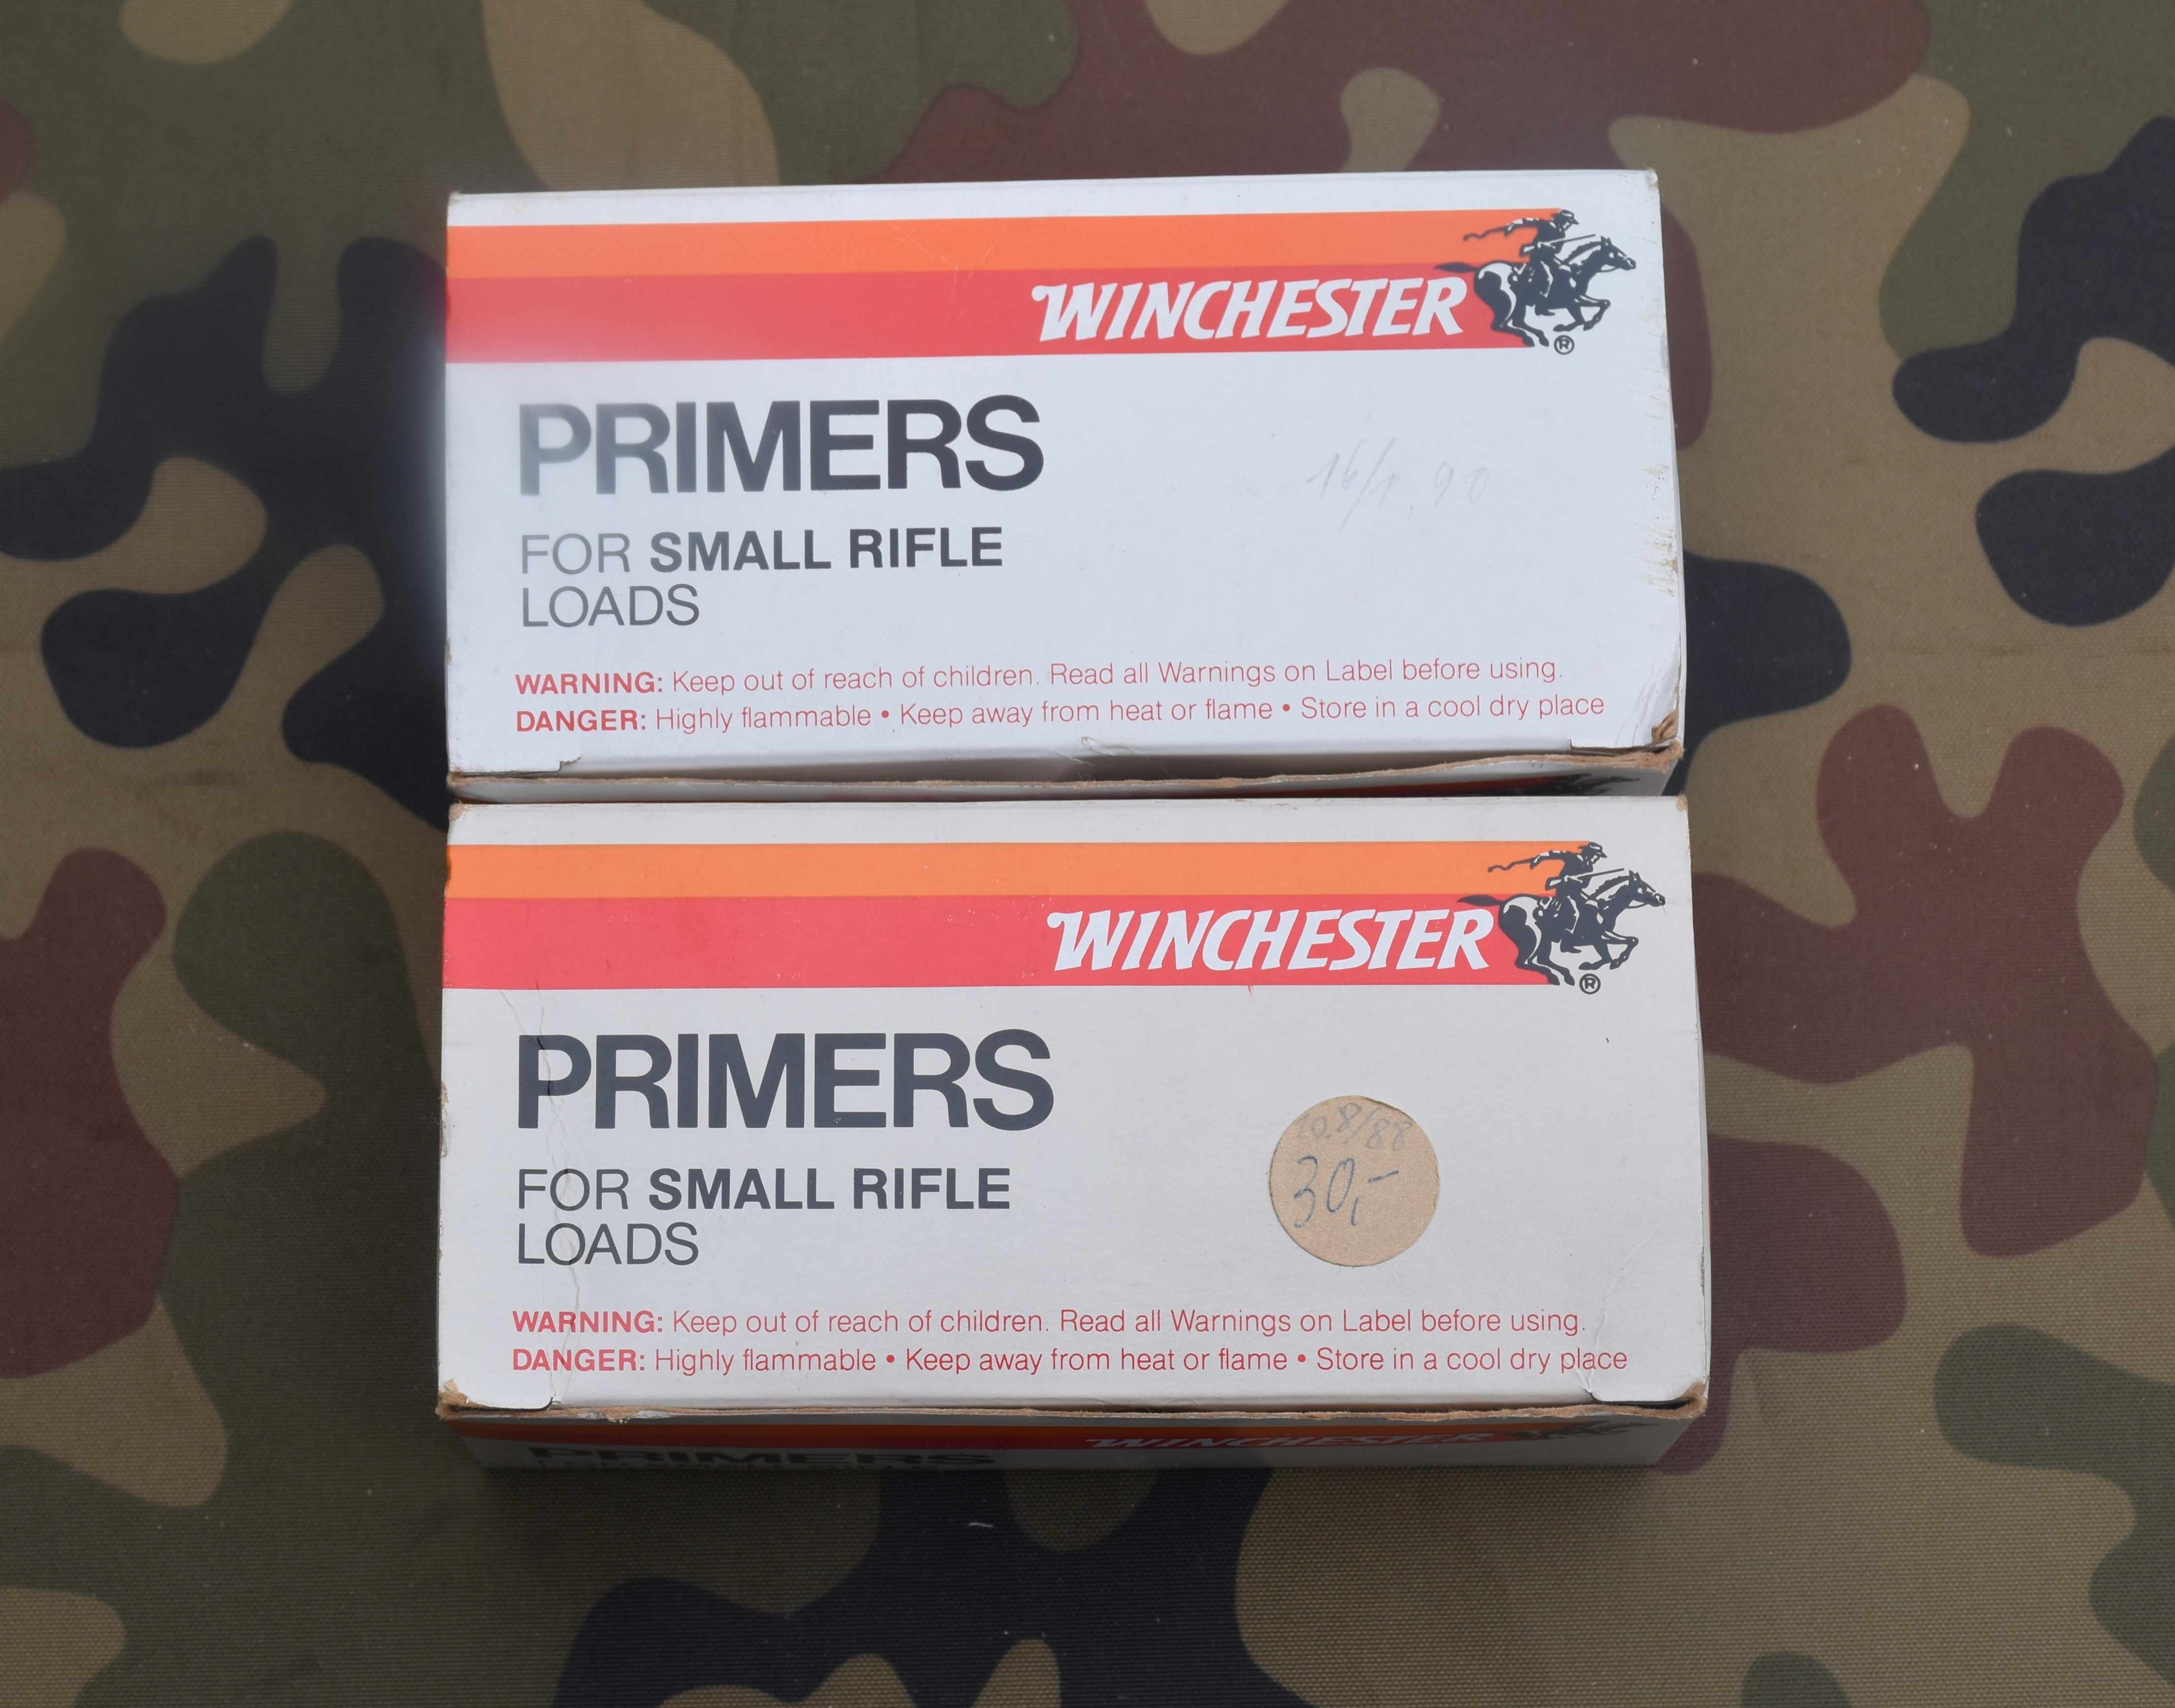 WINCHESTER
®
PRIMERS
16/1.90
FOR SMALL RIFLE
LOADS
WARNING: Keep out of reach of children. Read all Warnings on Label before using.
DANGER: Highly flammable • Keep away from heat or flame • Store in a cool dry place
WINCHESTER
®
PRIMERS
30,-
FOR SMALL RIFLE
LOADS
WARNING: Keep out of reach of children. Read all Warnings on Label before using.
DANGER: Highly flammable • Keep away from heat or flame • Store in a cool dry place
WINCHESTER
PRIMERS